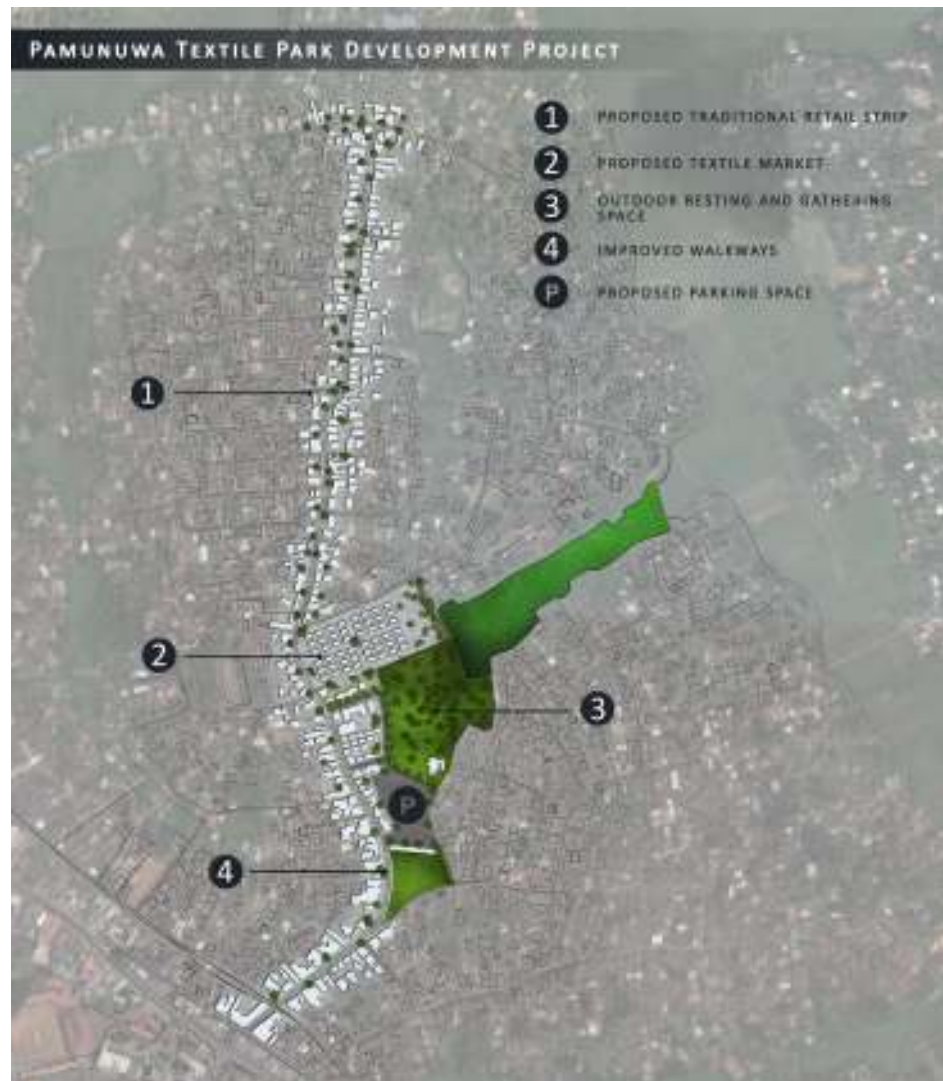 PAMUNUWA TEXTILE PARK DEVELOPMENT PROJECT
1 PROPOSED TRADITIONAL RETAIL STRIP
2 PROPOSED TEXTILE MARKET
3 OUTDOOR RESTING AND GATHERING
SPACE
4 IMPROVED WALKWAYS
P PROPOSED PARKING SPACE
1
2
3
P
4